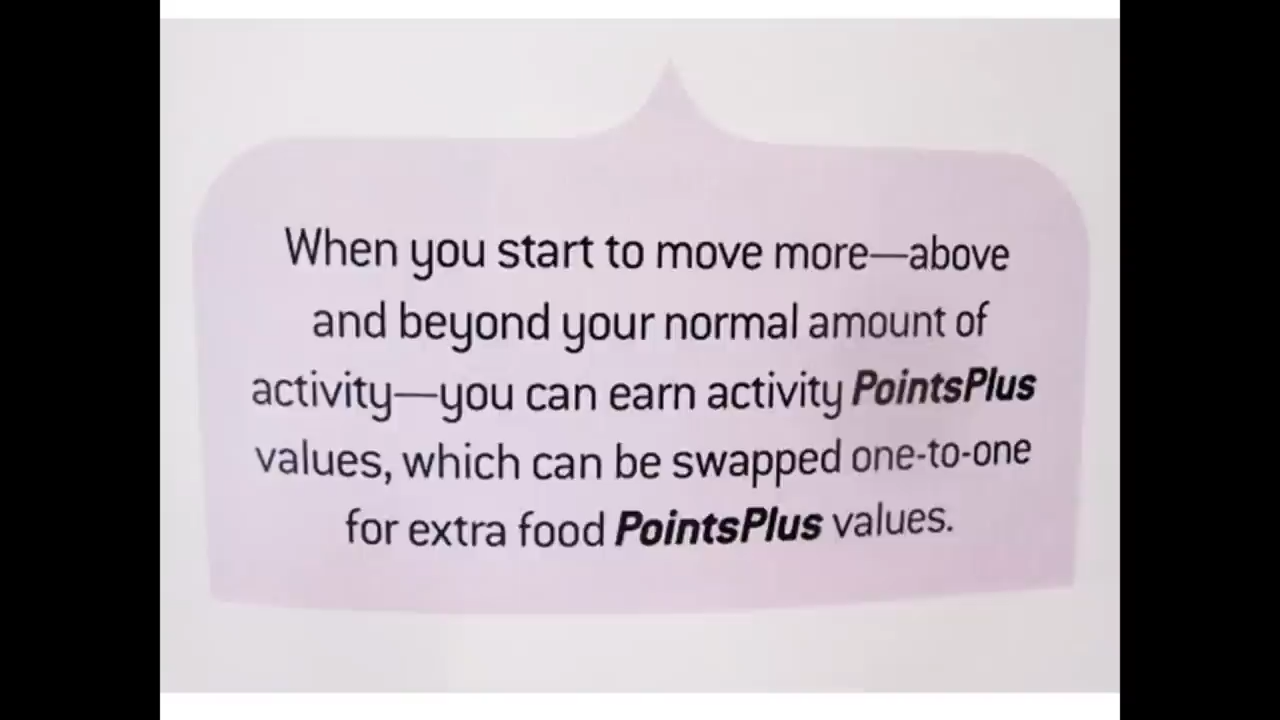 When you start to move more—above
and beyond your normal amount of
activity—you can earn activity PointsPlus
values, which can be swapped one-to-one
for extra food PointsPlus values.